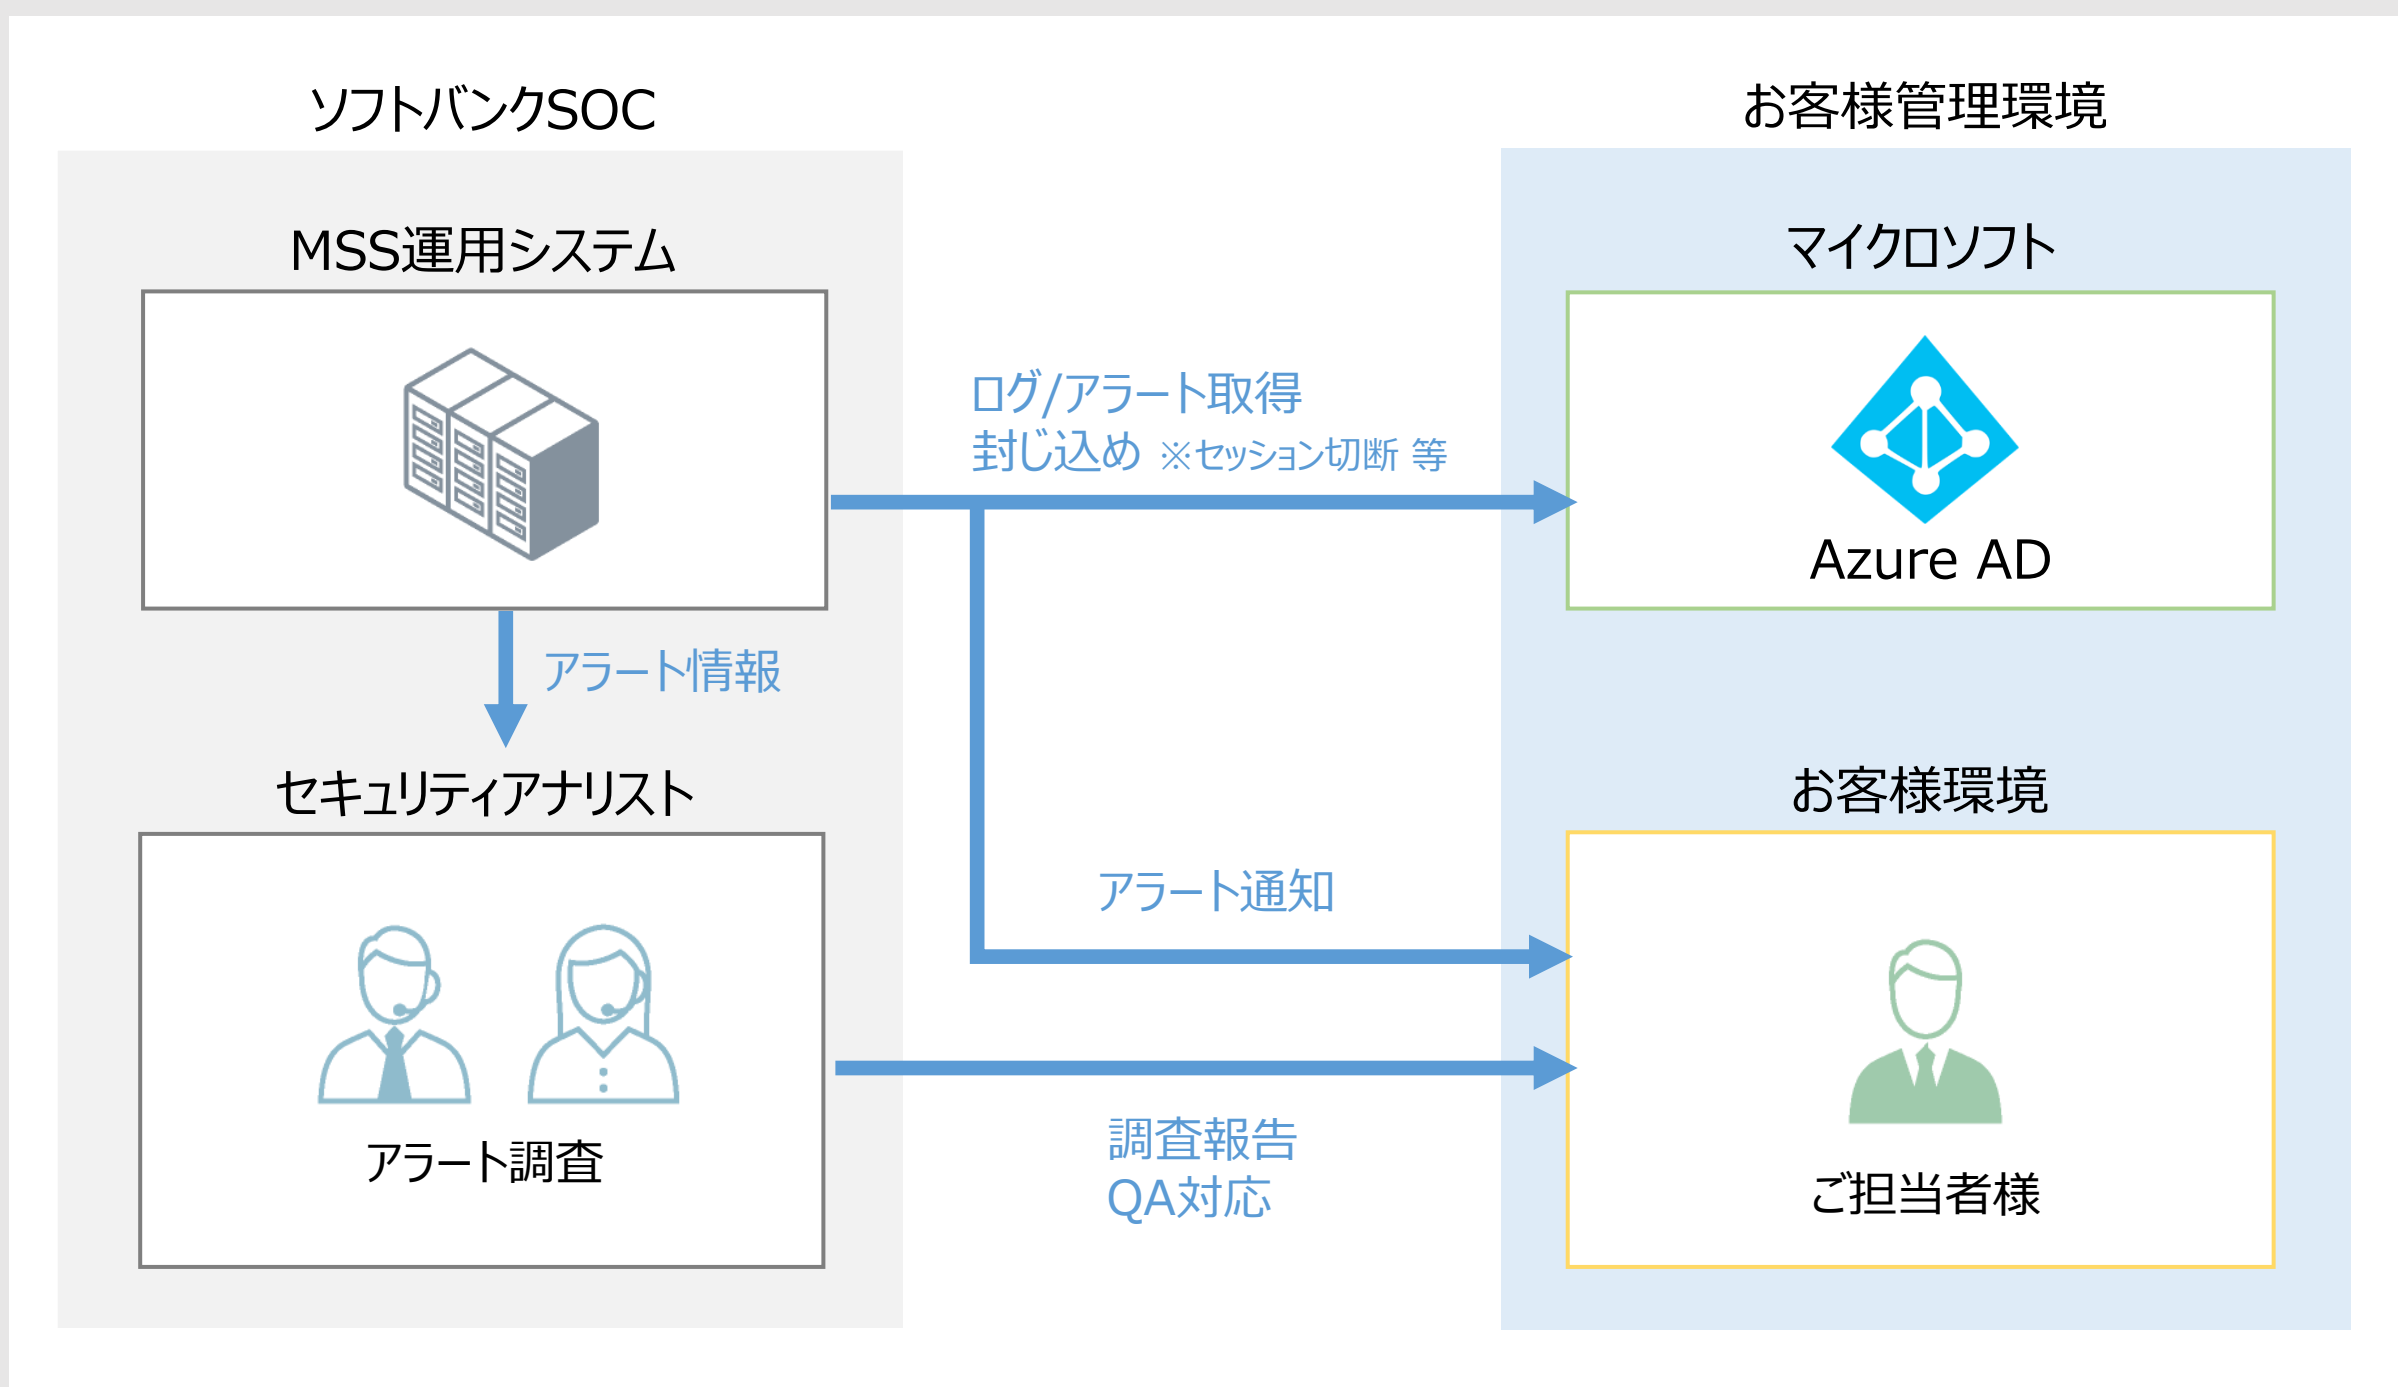 ソフトバンクSOC
お客様管理環境
MSS運用システム
マイクロソフト
ログ/アラート取得
封じ込め ※セッション切断 等
Azure AD
アラート情報
セキュリティアナリスト
お客様環境
アラート通知
調査報告
QA対応
アラート調査
ご担当者様